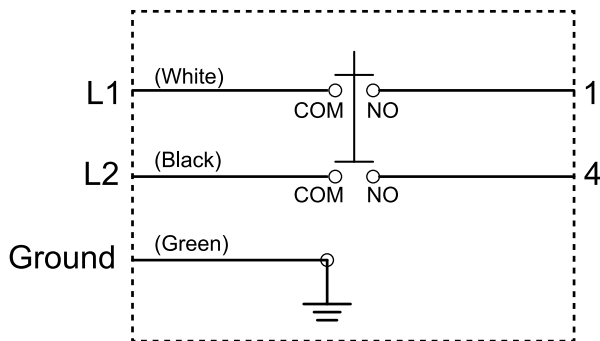 L1 (White) COM NO 1
L2 (Black) COM NO 4
Ground (Green)